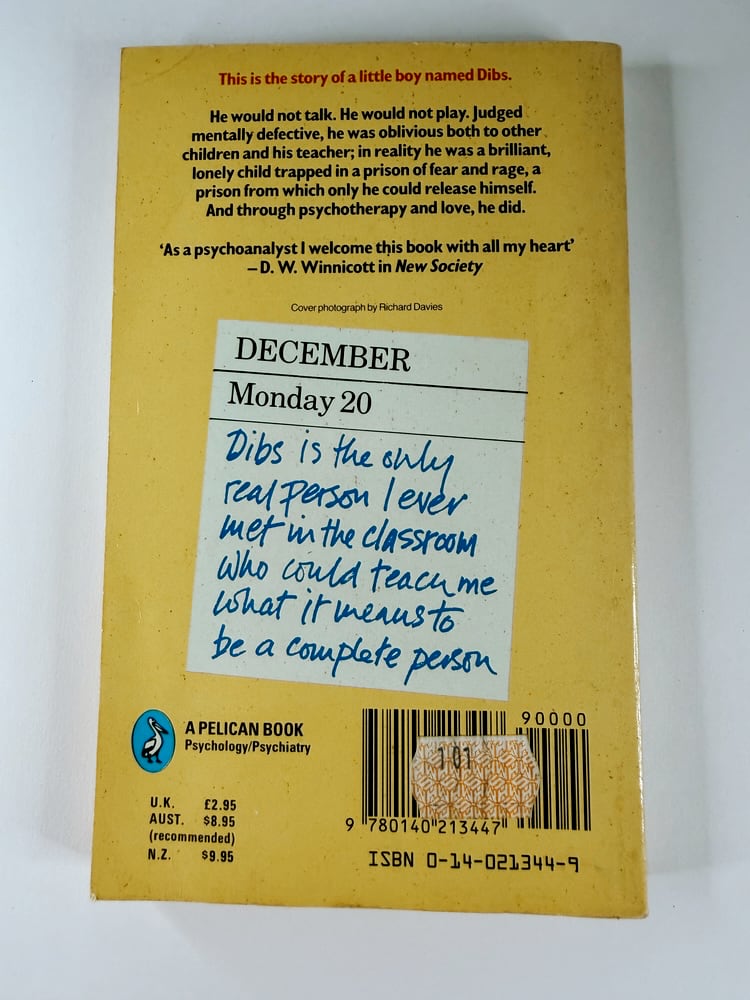 This is the story of a little boy named Dibs.
He would not talk. He would not play. Judged
mentally defective, he was oblivious both to other
children and his teacher; in reality he was a brilliant,
lonely child trapped in a prison of fear and rage, a
prison from which only he could release himself.
And through psychotherapy and love, he did.
‘As a psychoanalyst I welcome this book with all my heart’
– D. W. Winnicott in New Society
Cover photograph by Richard Davies
DECEMBER
Monday 20
Dibs is the only
real person I ever
met in the classroom
who could teach me
what it means to
be a complete person
A PELICAN BOOK
Psychology/Psychiatry
U.K. £2.95
AUST. $8.95
(recommended)
N.Z. $9.95
90000
101
9 780140 213447
ISBN 0-14-021344-9